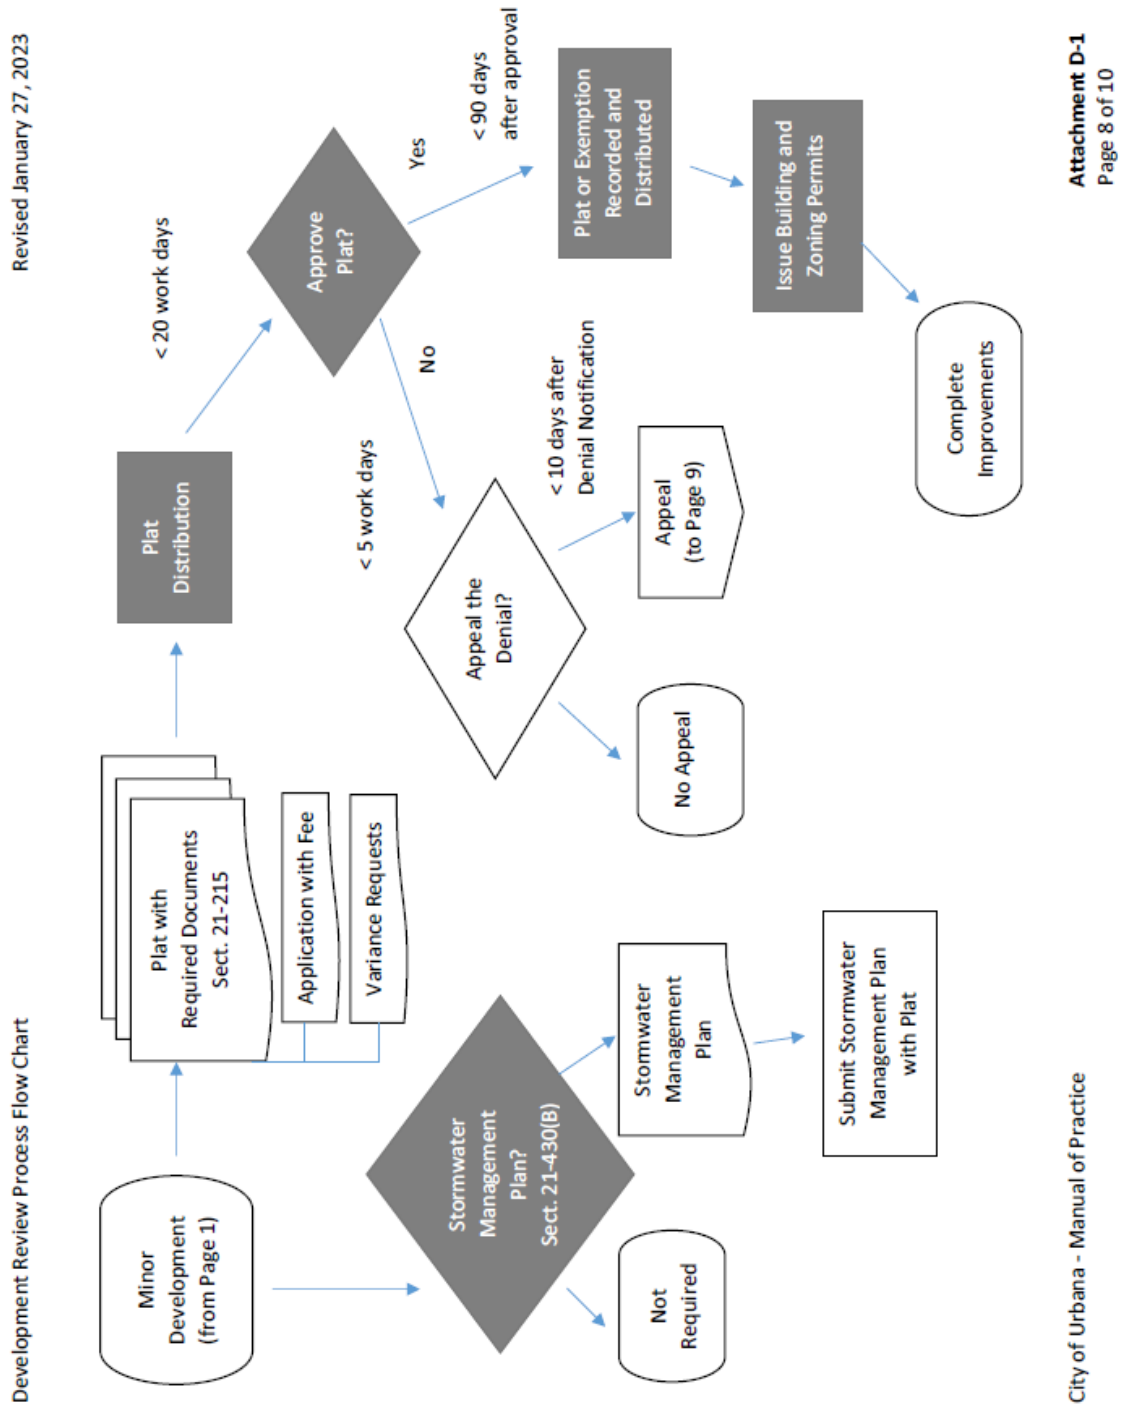 Development Review Process Flow Chart
Revised January 27, 2023
Minor
Development
(from Page 1)
Plat with
Required Documents
Sect. 21-215
Application with Fee
Variance Requests
Plat
Distribution
< 20 work days
Approve
Plat?
Yes
< 90 days
after approval
Plat or Exemption
Recorded and
Distributed
Issue Building and
Zoning Permits
Complete
Improvements
No
< 5 work days
Appeal the
Denial?
< 10 days after
Denial Notification
Appeal
(to Page 9)
No Appeal
Stormwater
Management
Plan?
Sect. 21-430(B)
Not
Required
Stormwater
Management
Plan
Submit Stormwater
Management Plan
with Plat
City of Urbana - Manual of Practice
Attachment D-1
Page 8 of 10